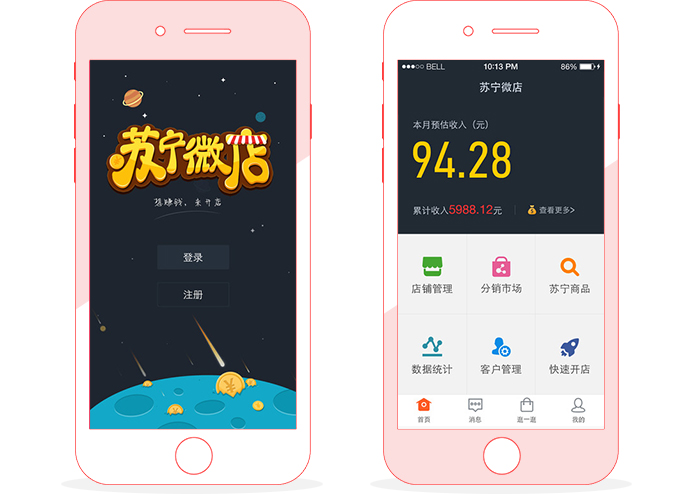 苏宁微店
想赚钱，来开店
登录
注册
BELL 10:13 PM 86%
苏宁微店
本月预估收入（元）
94.28
累计收入5988.12元 查看更多>
店铺管理 分销市场 苏宁商品
数据统计 客户管理 快速开店
首页 消息 逛一逛 我的